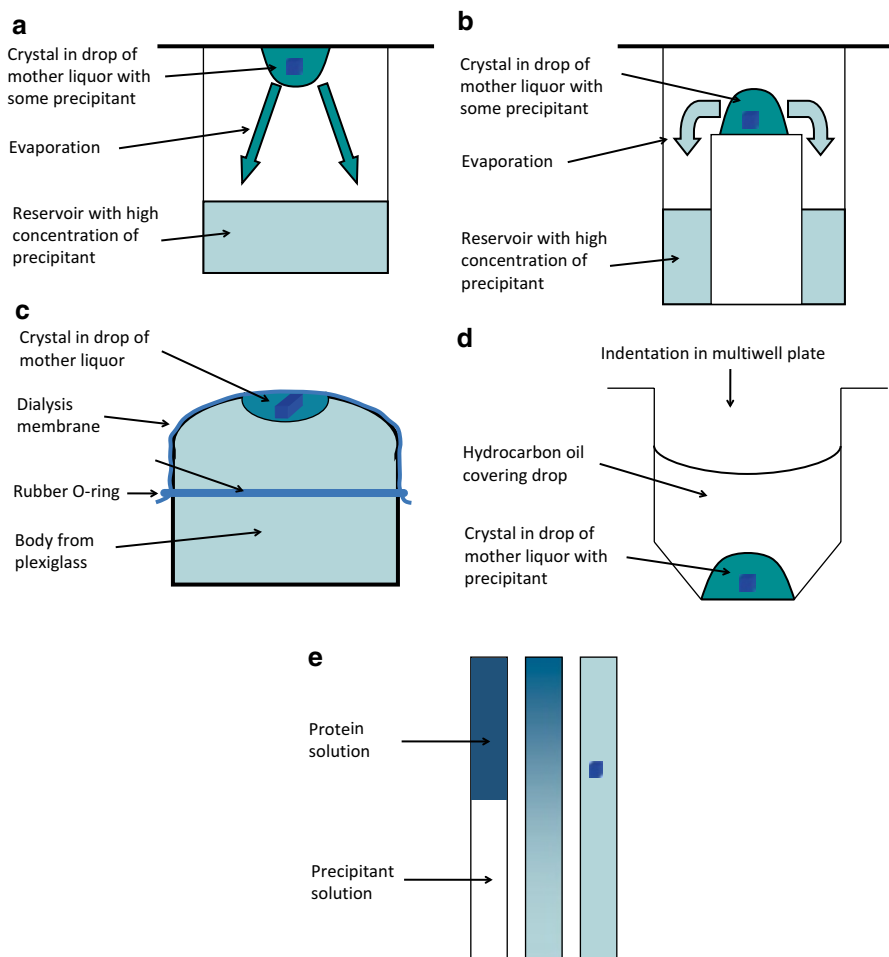 a
Crystal in drop of
mother liquor with
some precipitant
Evaporation
Reservoir with high
concentration of
precipitant
b
Crystal in drop of
mother liquor with
some precipitant
Evaporation
Reservoir with high
concentration of
precipitant
c
Crystal in drop of
mother liquor
Dialysis
membrane
Rubber O-ring
Body from
plexiglass
d
Indentation in multiwell plate
Hydrocarbon oil
covering drop
Crystal in drop of
mother liquor with
precipitant
e
Protein
solution
Precipitant
solution